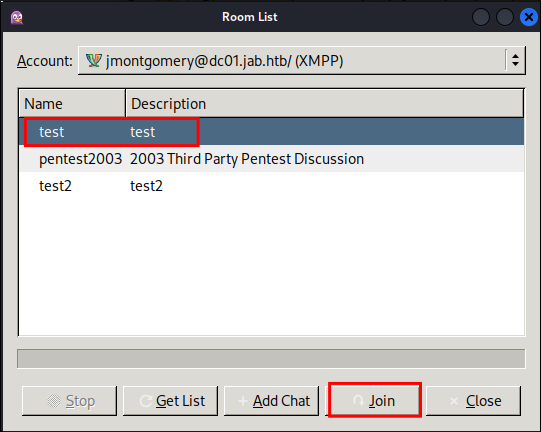 Room List
Account: jmontgomery@dc01.jab.htb/ (XMPP)
Name Description
test test
pentest2003 2003 Third Party Pentest Discussion
test2 test2
Stop Get List Add Chat Join Close